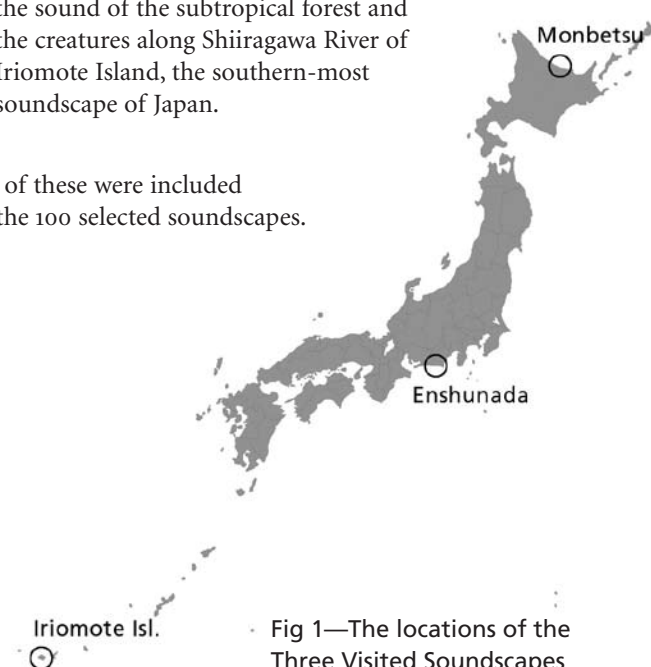 the sound of the subtropical forest and
the creatures along Shiiragawa River of
Iriomote Island, the southern-most
soundscape of Japan.
of these were included
the 100 selected soundscapes.
Monbetsu
Enshunada
Iriomote Isl.
Fig 1—The locations of the
Three Visited Soundscapes